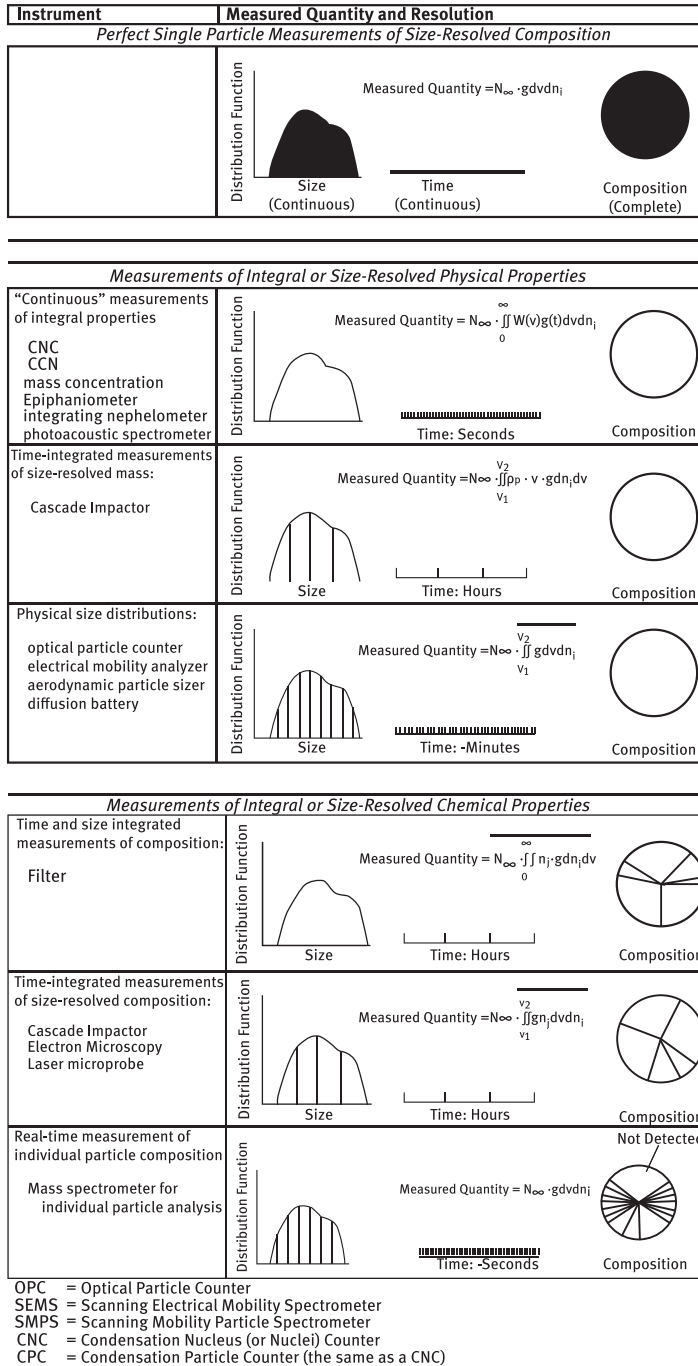 Instrument Measured Quantity and Resolution
Perfect Single Particle Measurements of Size-Resolved Composition
Distribution Function
Measured Quantity =N∞ ·gdvdnᵢ
Size
(Continuous)
Time
(Continuous)
Composition
(Complete)
Measurements of Integral or Size-Resolved Physical Properties
“Continuous” measurements
of integral properties
CNC
CCN
mass concentration
Epiphaniometer
integrating nephelometer
photoacoustic spectrometer
Distribution Function
∞
Measured Quantity = N∞ ·∫∫ W(v)g(t)dvdnᵢ
0
Time: Seconds
Composition
Time-integrated measurements
of size-resolved mass:
Cascade Impactor
Distribution Function
V₂
Measured Quantity =N∞ ·∫∫ρₚ · v ·gdnᵢdv
V₁
Size
Time: Hours
Composition
Physical size distributions:
optical particle counter
electrical mobility analyzer
aerodynamic particle sizer
diffusion battery
Distribution Function
V₂
Measured Quantity =N∞ ·∫∫ gdvdnᵢ
V₁
Size
Time: -Minutes
Composition
Measurements of Integral or Size-Resolved Chemical Properties
Time and size integrated
measurements of composition:
Filter
Distribution Function
∞
Measured Quantity = N∞ ·∫∫ nⱼ·gdnᵢdv
0
Size
Time: Hours
Composition
Time-integrated measurements
of size-resolved composition:
Cascade Impactor
Electron Microscopy
Laser microprobe
Distribution Function
V₂
Measured Quantity =N∞ ·∫∫gnⱼdvdnᵢ
V₁
Size
Time: Hours
Composition
Real-time measurement of
individual particle composition
Mass spectrometer for
individual particle analysis
Distribution Function
Measured Quantity = N∞ ·gdvdnᵢ
Time: -Seconds
Not Detected
Composition
OPC = Optical Particle Counter
SEMS = Scanning Electrical Mobility Spectrometer
SMPS = Scanning Mobility Particle Spectrometer
CNC = Condensation Nucleus (or Nuclei) Counter
CPC = Condensation Particle Counter (the same as a CNC)